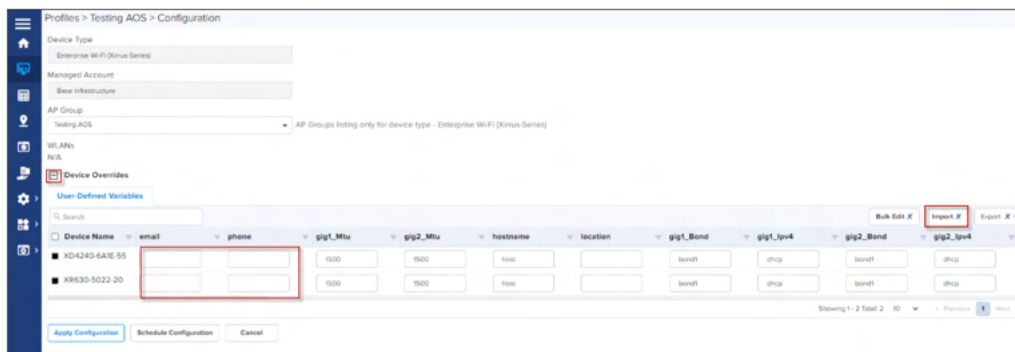 Profiles > Testing AOS > Configuration
Device Type
Enterprise Wi-Fi (Xirrus-Series)
Managed Account
Base Infrastructure
AP Group
Testing AOS AP Groups listing only for device type - Enterprise Wi-Fi (Xirrus-Series)
WLANs
N/A
Device Overrides
User-Defined Variables
Search Bulk Edit Import Export
Device Name email phone gig1_Mtu gig2_Mtu hostname location gig1_Bond gig1_Ipv4 gig2_Bond gig2_Ipv4
XD4240-6A1E-55 1500 1500 host bond1 dhcp bond1 dhcp
XR630-5022-20 1500 1500 host bond1 dhcp bond1 dhcp
Showing 1 - 2 Total: 2 10 < Previous 1 Next
Apply Configuration Schedule Configuration Cancel